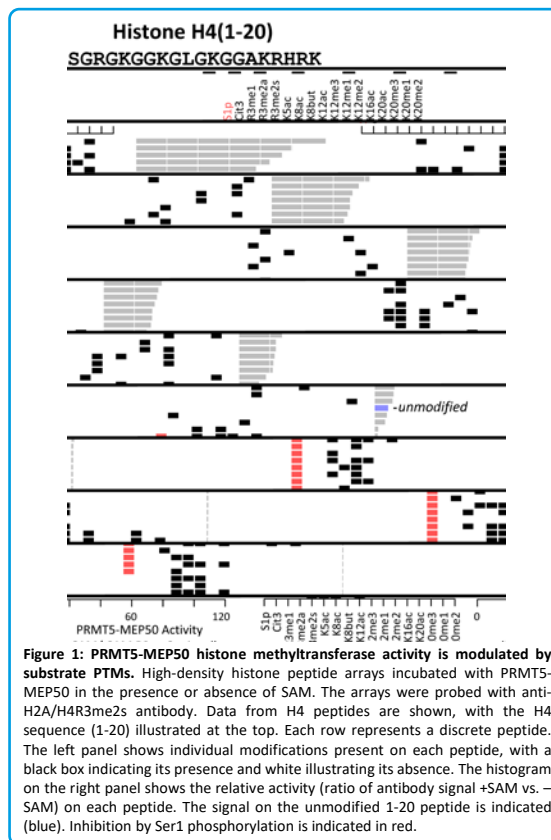 Histone H4(1-20)
SGRGKGGKGLGKGGAKRHRK
S1p
Cit3
R3me1
R3me2a
R3me2s
K5ac
K8ac
K8but
K12ac
K12me3
K12me1
K12me2
K16ac
K20ac
K20me3
K20me1
K20me2
-unmodified
60
120
S1p
Cit3
3me1
me2a
me2s
K5ac
K8ac
K8but
K12ac
2me3
2me1
2me2
K16ac
K20ac
0me3
0me1
0me2
0
PRMT5-MEP50 Activity
Figure 1: PRMT5-MEP50 histone methyltransferase activity is modulated by
substrate PTMs. High-density histone peptide arrays incubated with PRMT5-
MEP50 in the presence or absence of SAM. The arrays were probed with anti-
H2A/H4R3me2s antibody. Data from H4 peptides are shown, with the H4
sequence (1-20) illustrated at the top. Each row represents a discrete peptide.
The left panel shows individual modifications present on each peptide, with a
black box indicating its presence and white illustrating its absence. The histogram
on the right panel shows the relative activity (ratio of antibody signal +SAM vs. –
SAM) on each peptide. The signal on the unmodified 1-20 peptide is indicated
(blue). Inhibition by Ser1 phosphorylation is indicated in red.